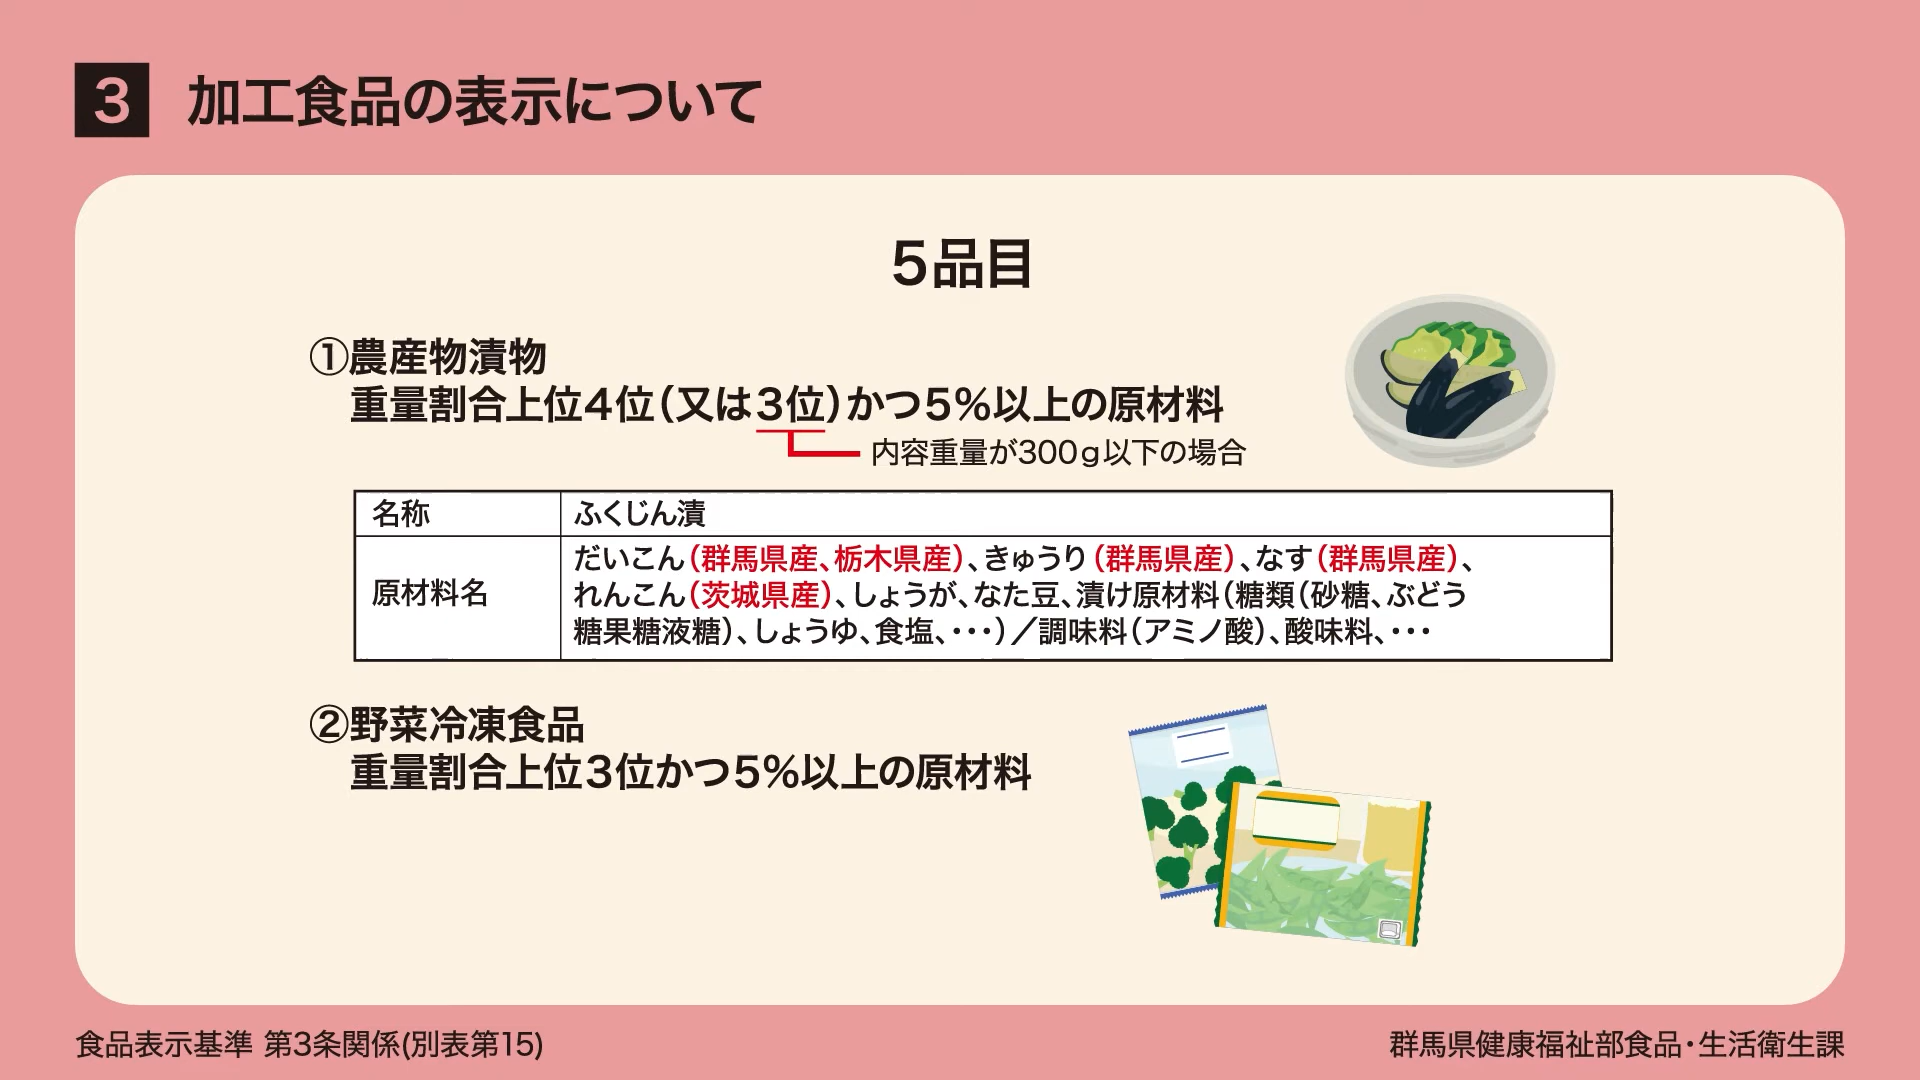 3 加工食品の表示について
5品目
①農産物漬物
重量割合上位4位(又は3位)かつ5%以上の原材料
内容重量が300g以下の場合
名称 ふくじん漬
原材料名
だいこん(群馬県産、栃木県産)、きゅうり(群馬県産)、なす(群馬県産)、
れんこん(茨城県産)、しょうが、なた豆、漬け原材料(糖類(砂糖、ぶどう
糖果糖液糖)、しょうゆ、食塩、・・・)／調味料(アミノ酸)、酸味料、・・・
②野菜冷凍食品
重量割合上位3位かつ5%以上の原材料
食品表示基準 第3条関係(別表第15)
群馬県健康福祉部食品・生活衛生課